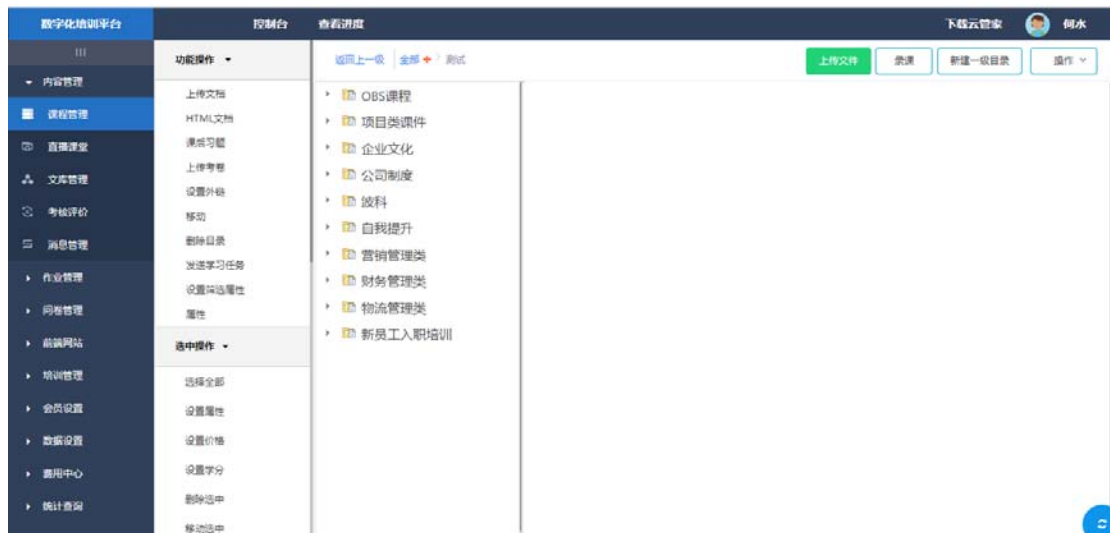 数字化培训平台 控制台 查看进度 下载云管家 何水
功能操作
返回上一级 全部 测试 上传文件 录课 新建一级目录 操作
内容管理
课程管理
直播课堂
文库管理
考核评价
消息管理
作业管理
问卷管理
前端网站
培训管理
会员设置
数据设置
费用中心
统计查询
上传文档
HTML文档
课后习题
上传考卷
设置外链
移动
删除目录
发送学习任务
设置筛选属性
属性
选中操作
选择全部
设置属性
设置价格
设置学分
删除选中
移动选中
OBS课程
项目类课件
企业文化
公司制度
波科
自我提升
营销管理类
财务管理类
物流管理类
新员工入职培训